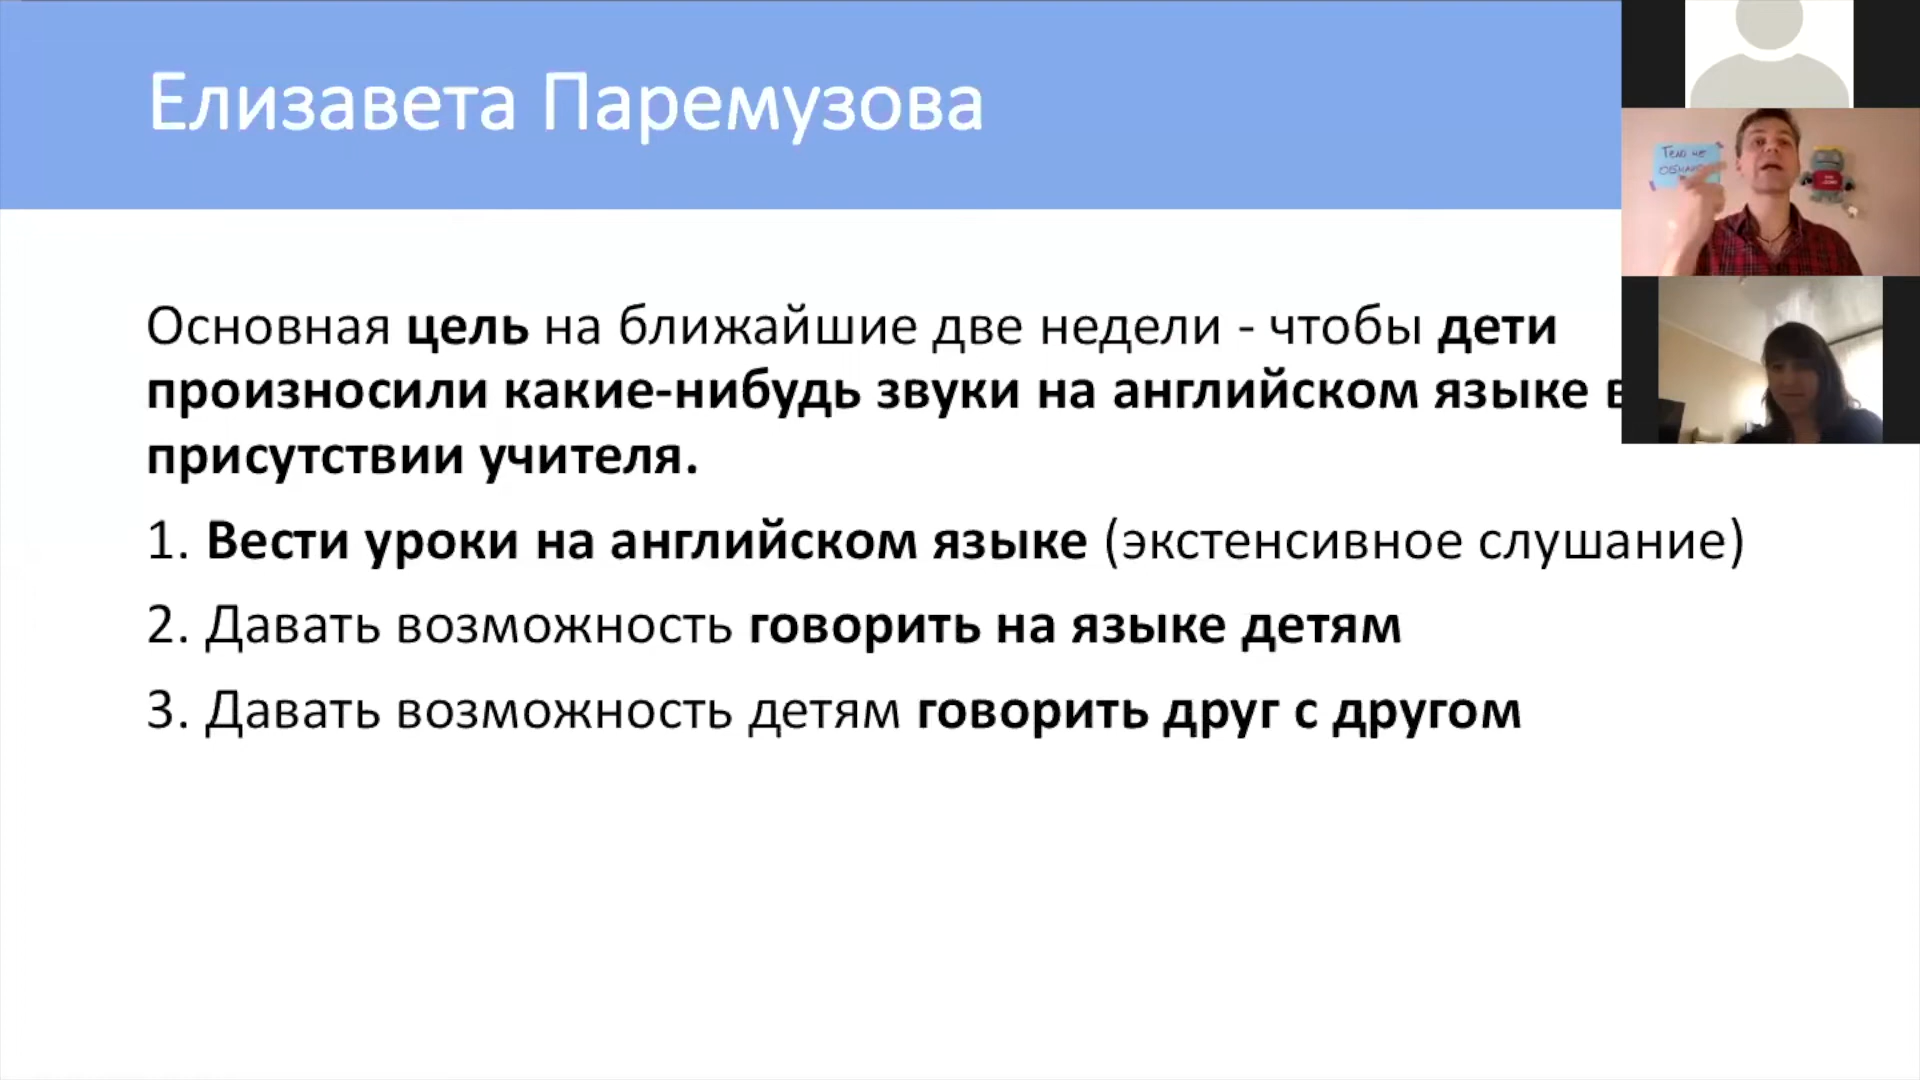 Елизавета Паремузова
Основная цель на ближайшие две недели - чтобы дети
произносили какие-нибудь звуки на английском языке в
присутствии учителя.
1. Вести уроки на английском языке (экстенсивное слушание)
2. Давать возможность говорить на языке детям
3. Давать возможность детям говорить друг с другом
Тело не